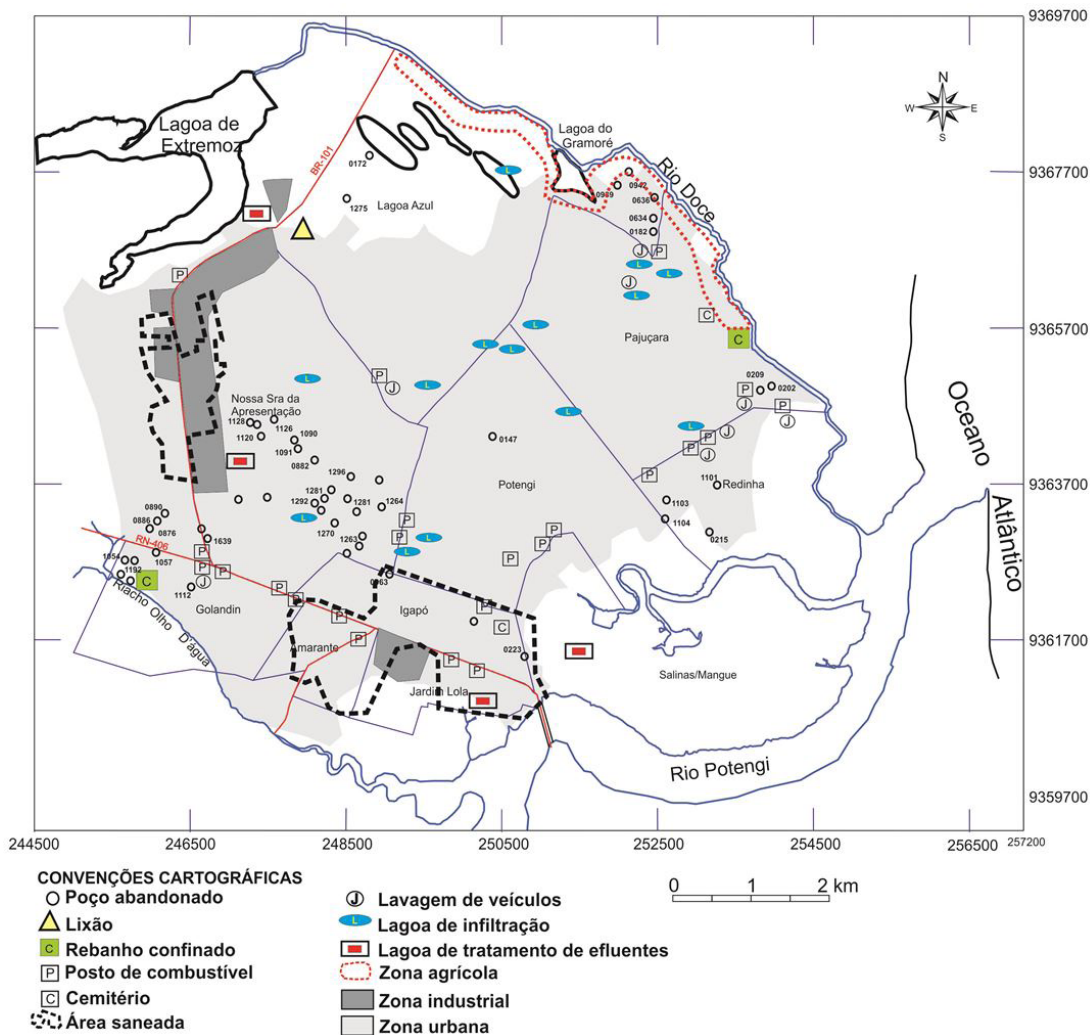 9369700
Lagoa de
Extremoz
BR-101
Lagoa do
Gramoré
N
W
E
S
0172
L
Rio Doce
9367700
0989
0947
0636
1275
Lagoa Azul
0634
0182
J
P
P
L
L
J
L
C
Pajuçara
L
9365700
C
L
L
P
L
J
L
0209
0202
P
Nossa Sra da
Apresentação
J
P
L
J
1128
1126
L
J
1120
1090
0147
P
1091
P
J
0882
1296
Potengi
P
1101
Redinha
9363700
1281
1292
1281
1264
1103
0890
L
P
1104
0886
0876
1270
P
0215
RN-406
1639
1263
L
L
P
P
P
1054
1057
P
P
1192
C
P
P
0963
1112
J
P
Riacho Olho D'água
Golandin
P
Igapó
P
P
C
Amarante
P
9361700
0223
P
P
Salinas/Mangue
Jardim Lola
Rio Potengi
Oceano
Atlântico
9359700
244500
246500
248500
250500
252500
254500
256500
257200
CONVENÇÕES CARTOGRÁFICAS
Poço abandonado
Lixão
C Rebanho confinado
P Posto de combustível
C Cemitério
Área saneada
J Lavagem de veículos
L Lagoa de infiltração
Lagoa de tratamento de efluentes
Zona agrícola
Zona industrial
Zona urbana
0 1 2 km